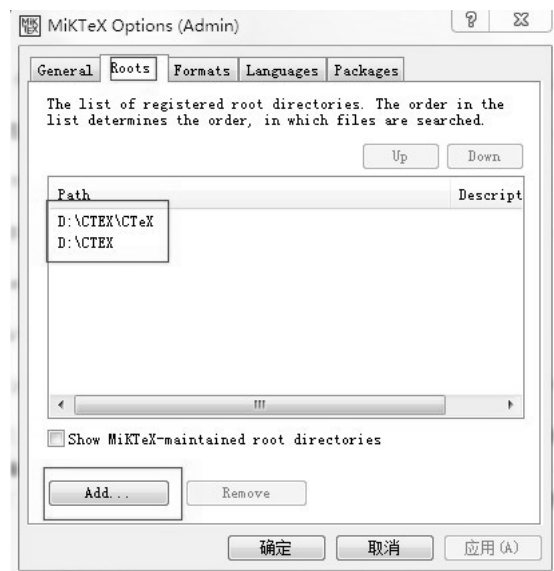 MiKTeX Options (Admin)
General Roots Formats Languages Packages
The list of registered root directories. The order in the
list determines the order, in which files are searched.
Up Down
Path Descript
D:\CTEX\CTeX
D:\CTEX
Show MiKTeX-maintained root directories
Add... Remove
确定 取消 应用(A)